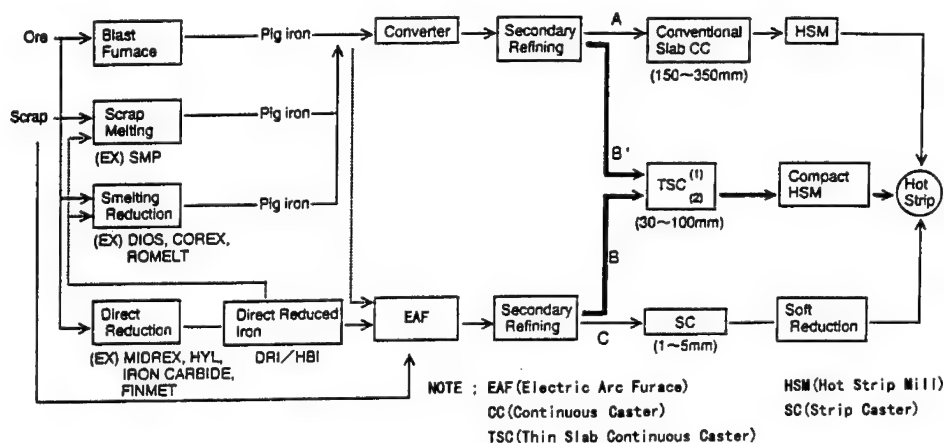 Ore
Blast
Furnace
Pig iron
Converter
Secondary
Refining
A
Conventional
Slab CC
(150~350mm)
HSM
Scrap
Scrap
Melting
(EX) SMP
Pig iron
B'
Smelting
Reduction
(EX) DIOS, COREX,
ROMELT
Pig iron
TSC (1)
(2)
(30~100mm)
Compact
HSM
Hot
Strip
B
Direct
Reduction
(EX) MIDREX, HYL,
IRON CARBIDE,
FINMET
Direct Reduced
Iron
DRI/HBI
EAF
Secondary
Refining
C
SC
(1~5mm)
Soft
Reduction
NOTE ; EAF(Electric Arc Furace)
CC(Continuous Caster)
TSC(Thin Slab Continuous Caster)
HSM(Hot Strip Mill)
SC(Strip Caster)